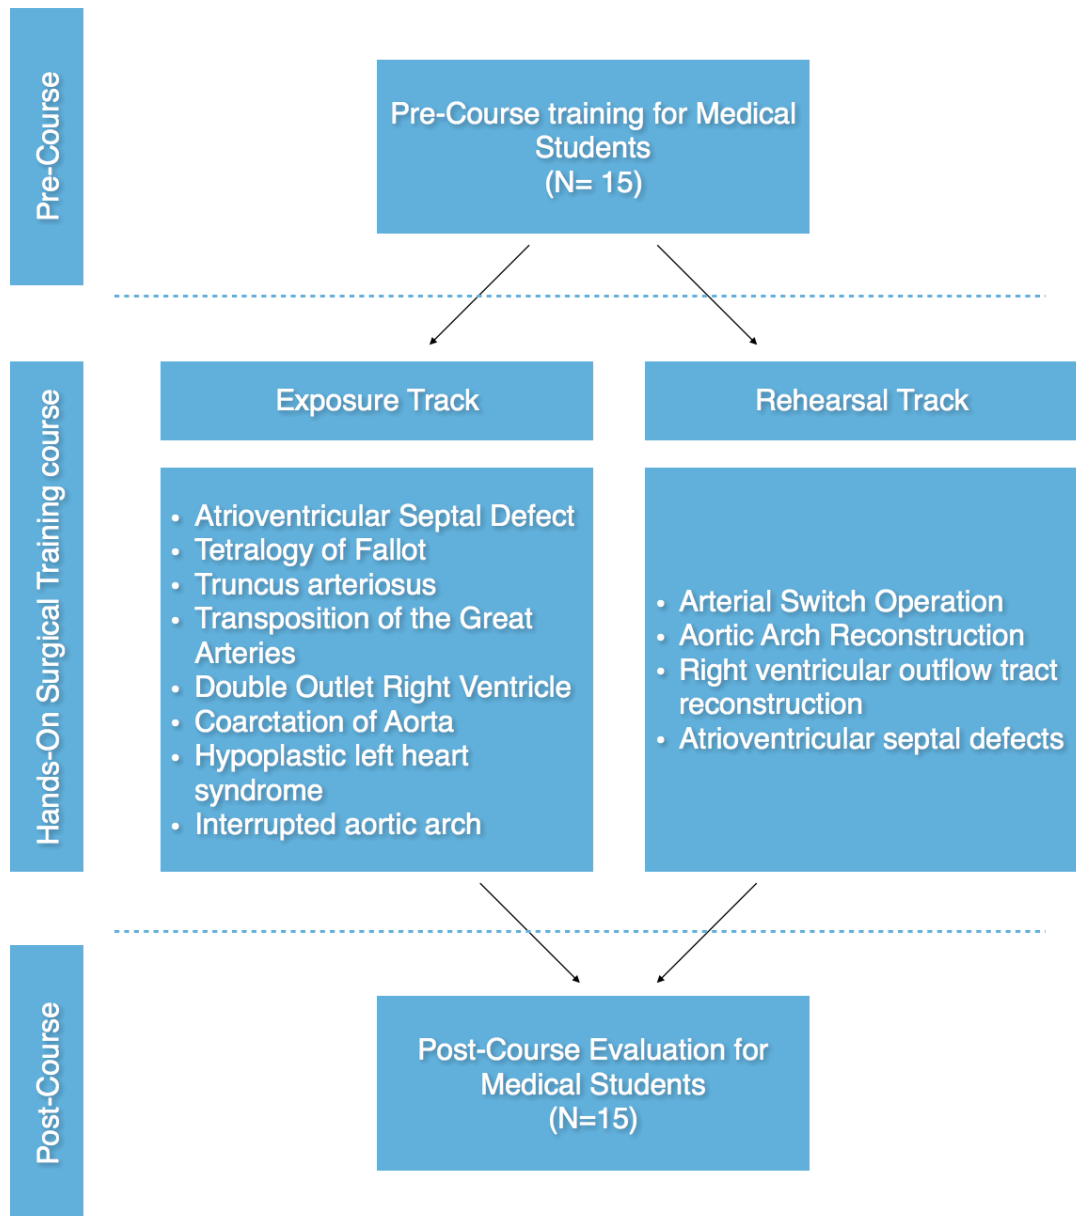 Pre-Course
Pre-Course training for Medical
Students
(N= 15)
Hands-On Surgical Training course
Exposure Track
• Atrioventricular Septal Defect
• Tetralogy of Fallot
• Truncus arteriosus
• Transposition of the Great
Arteries
• Double Outlet Right Ventricle
• Coarctation of Aorta
• Hypoplastic left heart
syndrome
• Interrupted aortic arch
Rehearsal Track
• Arterial Switch Operation
• Aortic Arch Reconstruction
• Right ventricular outflow tract
reconstruction
• Atrioventricular septal defects
Post-Course
Post-Course Evaluation for
Medical Students
(N=15)